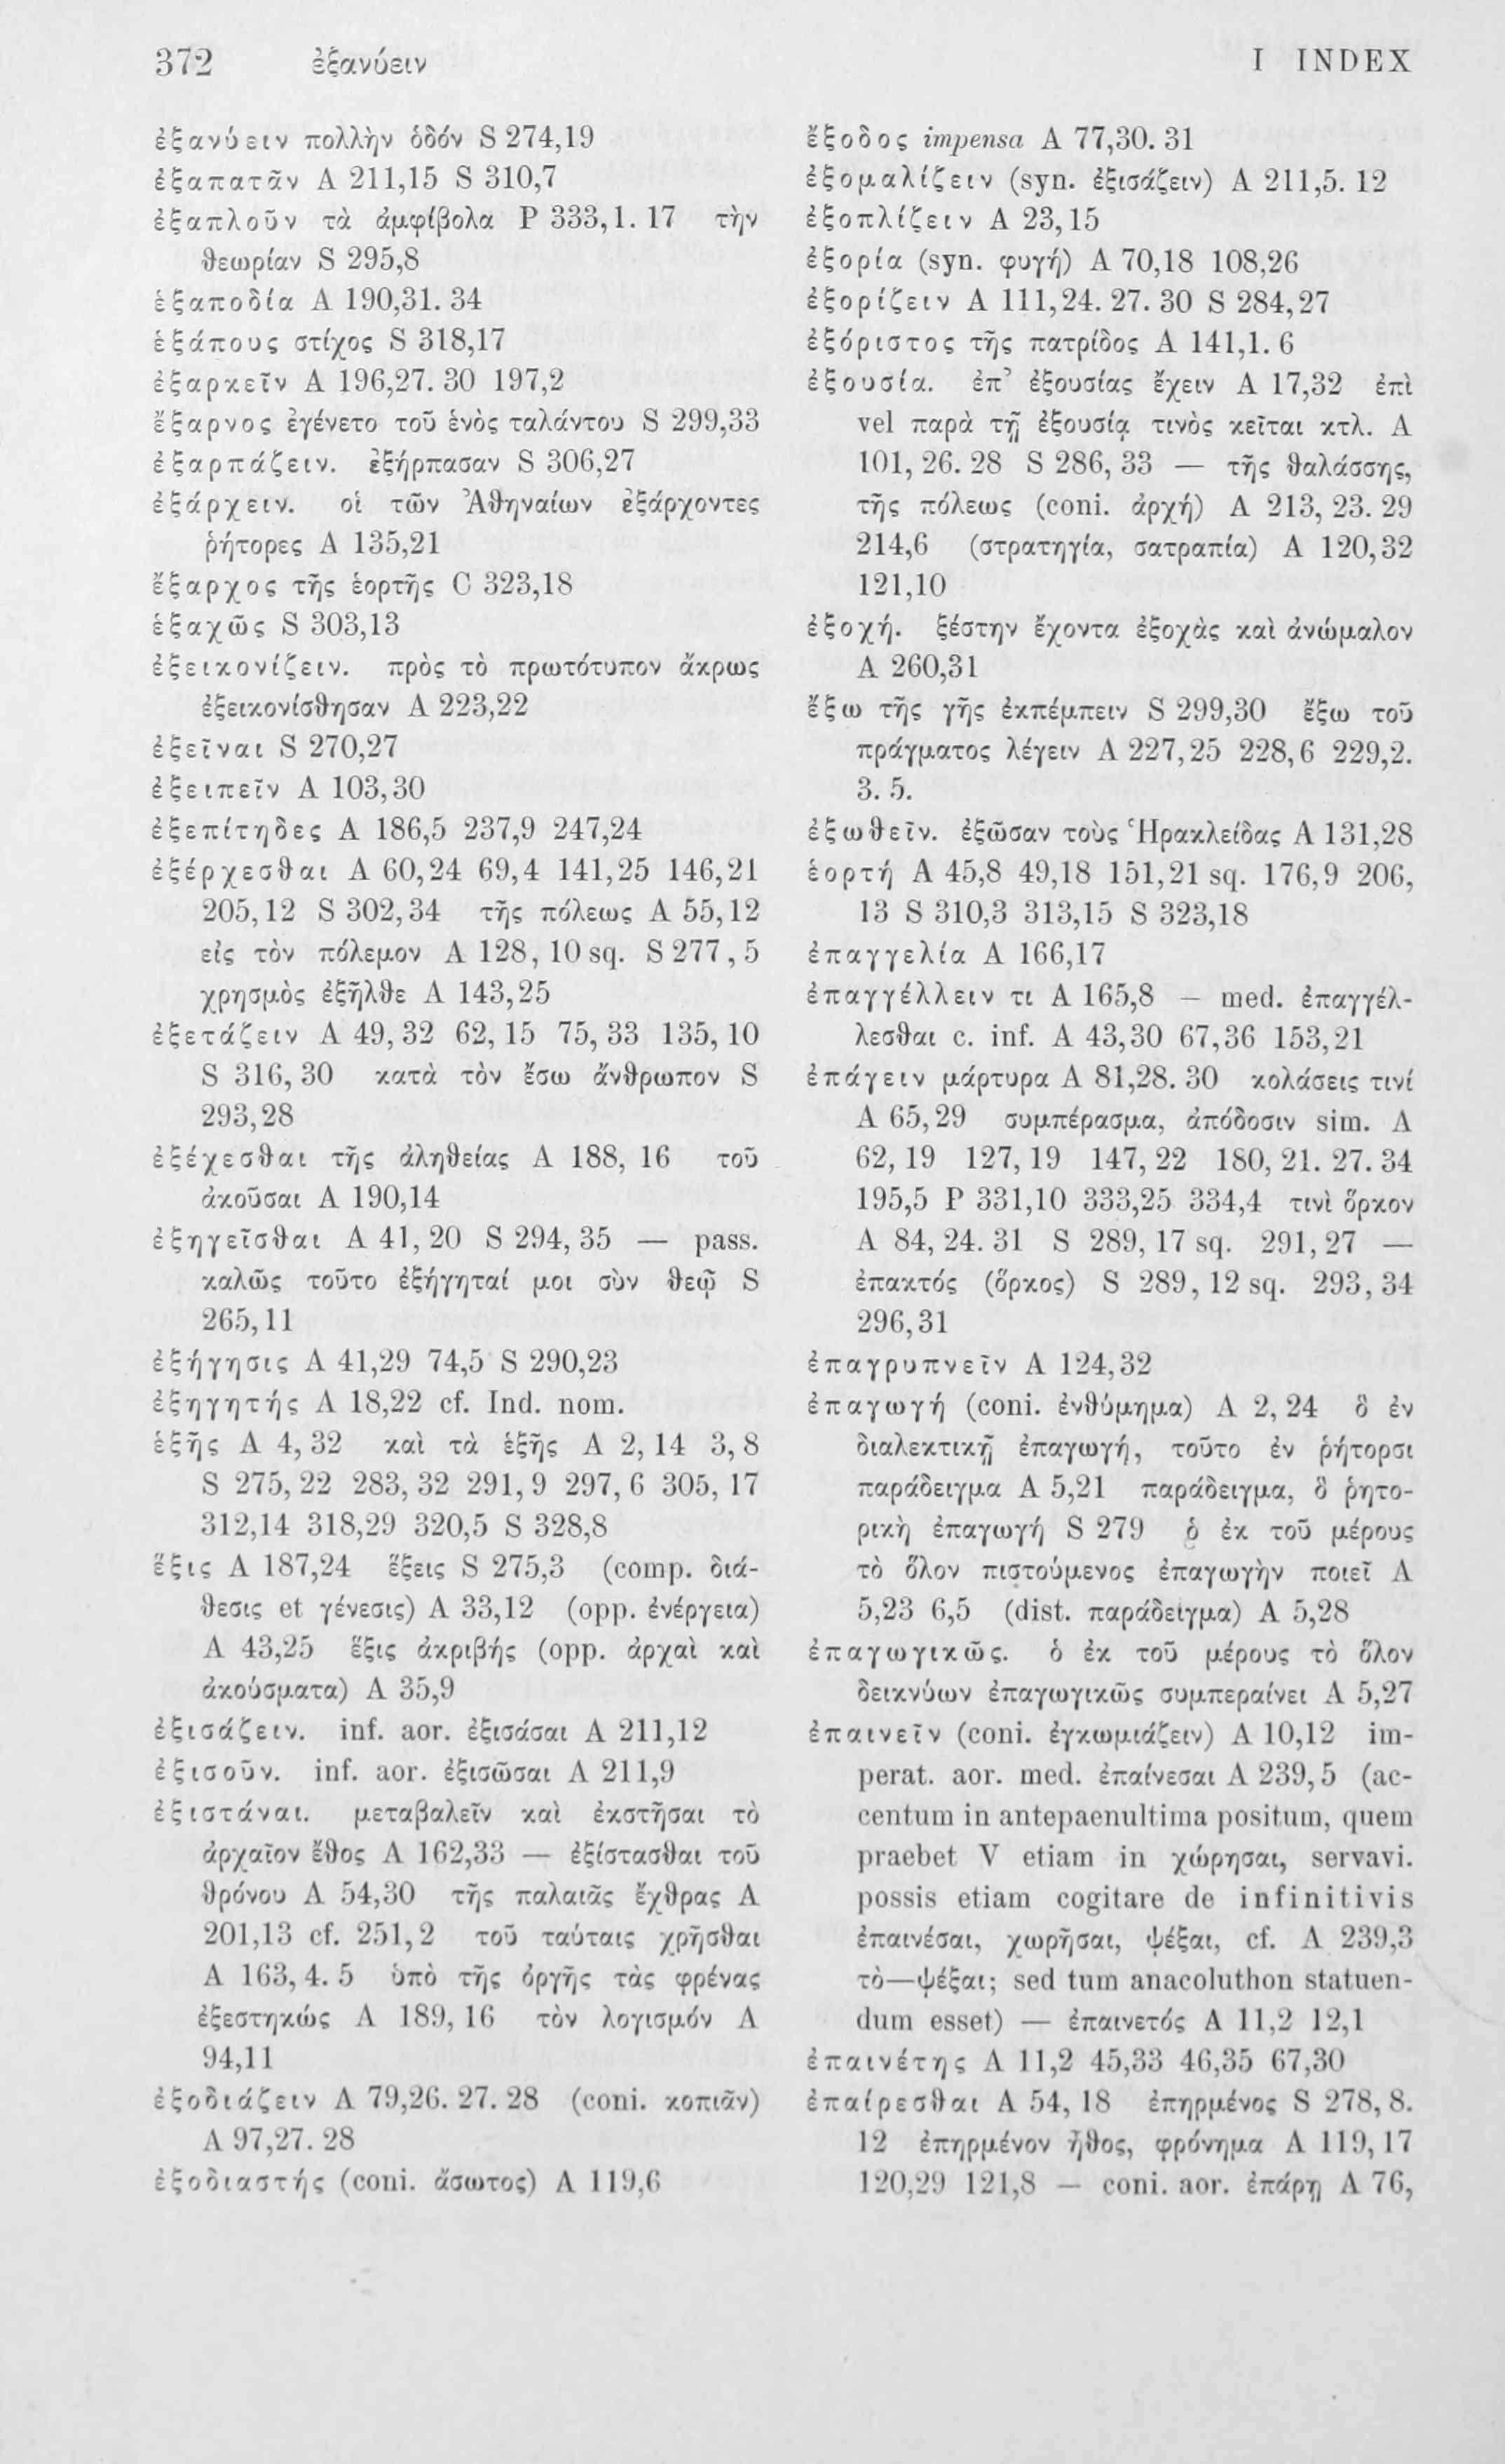 372 ἐξανύειν I INDEX
ἐξανύειν πολλὴν ὁδόν S 274,19
ἐξαπατᾶν A 211,15 S 310,7
ἐξαπλοῦν τὰ ἀμφίβολα P 333,1. 17 τὴν
θεωρίαν S 295,8
ἑξαποδία A 190,31. 34
ἑξάπους στίχος S 318,17
ἐξαρκεῖν A 196,27. 30 197,2
ἔξαρνος ἐγένετο τοῦ ἑνὸς ταλάντου S 299,33
ἐξαρπάζειν. ἐξήρπασαν S 306,27
ἐξάρχειν. οἱ τῶν Ἀθηναίων ἐξάρχοντες
ῥήτορες A 135,21
ἔξαρχος τῆς ἑορτῆς C 323,18
ἑξαχῶς S 303,13
ἐξεικονίζειν. πρὸς τὸ πρωτότυπον ἄκρως
ἐξεικονίσθησαν A 223,22
ἐξεῖναι S 270,27
ἐξειπεῖν A 103,30
ἐξεπίτηδες A 186,5 237,9 247,24
ἐξέρχεσθαι A 60,24 69,4 141,25 146,21
205,12 S 302,34 τῆς πόλεως A 55,12
εἰς τὸν πόλεμον A 128, 10 sq. S 277, 5
χρησμὸς ἐξῆλθε A 143,25
ἐξετάζειν A 49, 32 62, 15 75, 33 135, 10
S 316, 30 κατὰ τὸν ἔσω ἄνθρωπον S
293,28
ἐξέχεσθαι τῆς ἀληθείας A 188, 16 τοῦ
ἀκοῦσαι A 190,14
ἐξηγεῖσθαι A 41, 20 S 294, 35 — pass.
καλῶς τοῦτο ἐξήγηταί μοι σὺν θεῷ S
265,11
ἐξήγησις A 41,29 74,5 S 290,23
ἐξηγητής A 18,22 cf. Ind. nom.
ἑξῆς A 4, 32 καὶ τὰ ἑξῆς A 2, 14 3, 8
S 275, 22 283, 32 291, 9 297, 6 305, 17
312,14 318,29 320,5 S 328,8
ἕξις A 187,24 ἕξεις S 275,3 (comp. διά-
θεσις et γένεσις) A 33,12 (opp. ἐνέργεια)
A 43,25 ἕξις ἀκριβής (opp. ἀρχαὶ καὶ
ἀκούσματα) A 35,9
ἐξισάζειν. inf. aor. ἐξισάσαι A 211,12
ἐξισοῦν. inf. aor. ἐξισῶσαι A 211,9
ἐξιστάναι. μεταβαλεῖν καὶ ἐκστῆσαι τὸ
ἀρχαῖον ἔθος A 162,33 — ἐξίστασθαι τοῦ
θρόνου A 54,30 τῆς παλαιᾶς ἔχθρας A
201,13 cf. 251, 2 τοῦ ταύταις χρῆσθαι
A 163, 4. 5 ὑπὸ τῆς ὀργῆς τὰς φρένας
ἐξεστηκώς A 189, 16 τὸν λογισμόν A
94,11
ἐξοδιάζειν A 79,26. 27. 28 (coni. κοπιᾶν)
A 97,27. 28
ἐξοδιαστής (coni. ἄσωτος) A 119,6
ἔξοδος impensa A 77,30. 31
ἐξομαλίζειν (syn. ἐξισάζειν) A 211,5. 12
ἐξοπλίζειν A 23,15
ἐξορία (syn. φυγή) A 70,18 108,26
ἐξορίζειν A 111,24. 27. 30 S 284,27
ἐξόριστος τῆς πατρίδος A 141,1. 6
ἐξουσία. ἐπ’ ἐξουσίας ἔχειν A 17,32 ἐπὶ
vel παρὰ τῇ ἐξουσίᾳ τινὸς κεῖται κτλ. A
101, 26. 28 S 286, 33 — τῆς θαλάσσης,
τῆς πόλεως (coni. ἀρχή) A 213, 23. 29
214,6 (στρατηγία, σατραπία) A 120,32
121,10
ἐξοχή. ξέστην ἔχοντα ἐξοχὰς καὶ ἀνώμαλον
A 260,31
ἔξω τῆς γῆς ἐκπέμπειν S 299,30 ἔξω τοῦ
πράγματος λέγειν A 227,25 228,6 229,2.
3. 5.
ἐξωθεῖν. ἐξῶσαν τοὺς Ἡρακλείδας A 131,28
ἑορτή A 45,8 49,18 151,21 sq. 176,9 206,
13 S 310,3 313,15 S 323,18
ἐπαγγελία A 166,17
ἐπαγγέλλειν τι A 165,8 — med. ἐπαγγέλ-
λεσθαι c. inf. A 43,30 67,36 153,21
ἐπάγειν μάρτυρα A 81,28. 30 κολάσεις τινί
A 65,29 συμπέρασμα, ἀπόδοσιν sim. A
62, 19 127, 19 147, 22 180, 21. 27. 34
195,5 P 331,10 333,25 334,4 τινὶ ὅρκον
A 84, 24. 31 S 289, 17 sq. 291, 27 —
ἐπακτός (ὅρκος) S 289, 12 sq. 293, 34
296,31
ἐπαγρυπνεῖν A 124,32
ἐπαγωγή (coni. ἐνθύμημα) A 2, 24 ὃ ἐν
διαλεκτικῇ ἐπαγωγή, τοῦτο ἐν ῥήτορσι
παράδειγμα A 5,21 παράδειγμα, ὃ ῥητο-
ρικὴ ἐπαγωγή S 279 ὁ ἐκ τοῦ μέρους
τὸ ὅλον πιστούμενος ἐπαγωγὴν ποιεῖ A
5,23 6,5 (dist. παράδειγμα) A 5,28
ἐπαγωγικῶς. ὁ ἐκ τοῦ μέρους τὸ ὅλον
δεικνύων ἐπαγωγικῶς συμπεραίνει A 5,27
ἐπαινεῖν (coni. ἐγκωμιάζειν) A 10,12 im-
perat. aor. med. ἐπαίνεσαι A 239, 5 (ac-
centum in antepaenultima positum, quem
praebet V etiam in χώρησαι, servavi.
possis etiam cogitare de infinitivis
ἐπαινέσαι, χωρῆσαι, ψέξαι, cf. A 239,3
τὸ—ψέξαι; sed tum anacoluthon statuen-
dum esset) — ἐπαινετός A 11,2 12,1
ἐπαινέτης A 11,2 45,33 46,35 67,30
ἐπαίρεσθαι A 54, 18 ἐπηρμένος S 278, 8.
12 ἐπηρμένον ἦθος, φρόνημα A 119, 17
120,29 121,8 — coni. aor. ἐπάρῃ A 76,